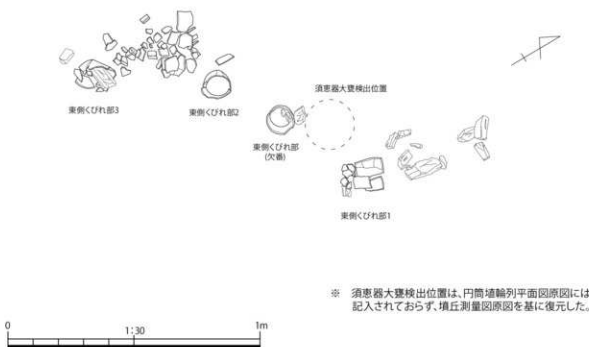 須恵器大甕検出位置
東側くびれ部3
東側くびれ部2
東側くびれ部
(欠番)
東側くびれ部1
※ 須恵器大甕検出位置は、円筒埴輪列平面図原図には
記入されておらず、墳丘測量図原図を基に復元した。
0 1:30 1m